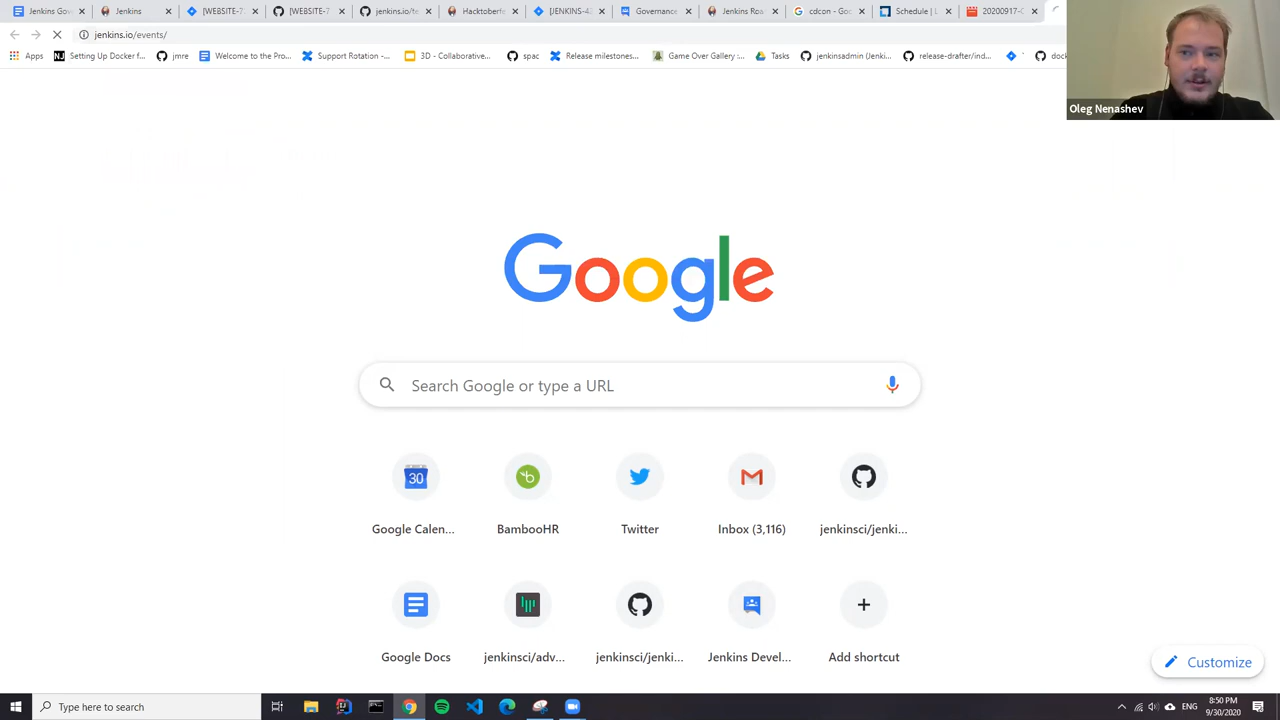 Jenkins Gov
Jenkins
[WEBSITE-7
[WEBSITE-7
jenkins.io/te
Hacktoberfe
[JENKINS-43
Governance
Jenkins Roa
cdcon - Goo
Schedule | L
20200917-C
jenkins.io/events/
Apps
Setting Up Docker f...
jmre
Welcome to the Pro...
Support Rotation -...
3D - Collaborative...
spac
Release milestones...
Game Over Gallery :...
Tasks
jenkinsadmin (Jenki...
release-drafter/ind...
dock
Oleg Nenashev
Google
Search Google or type a URL
30
Google Calen...
BambooHR
Twitter
Inbox (3,116)
jenkinsci/jenki...
Google Docs
jenkinsci/adv...
jenkinsci/jenki...
Jenkins Devel...
Add shortcut
Customize
Type here to search
ENG
8:50 PM
9/30/2020